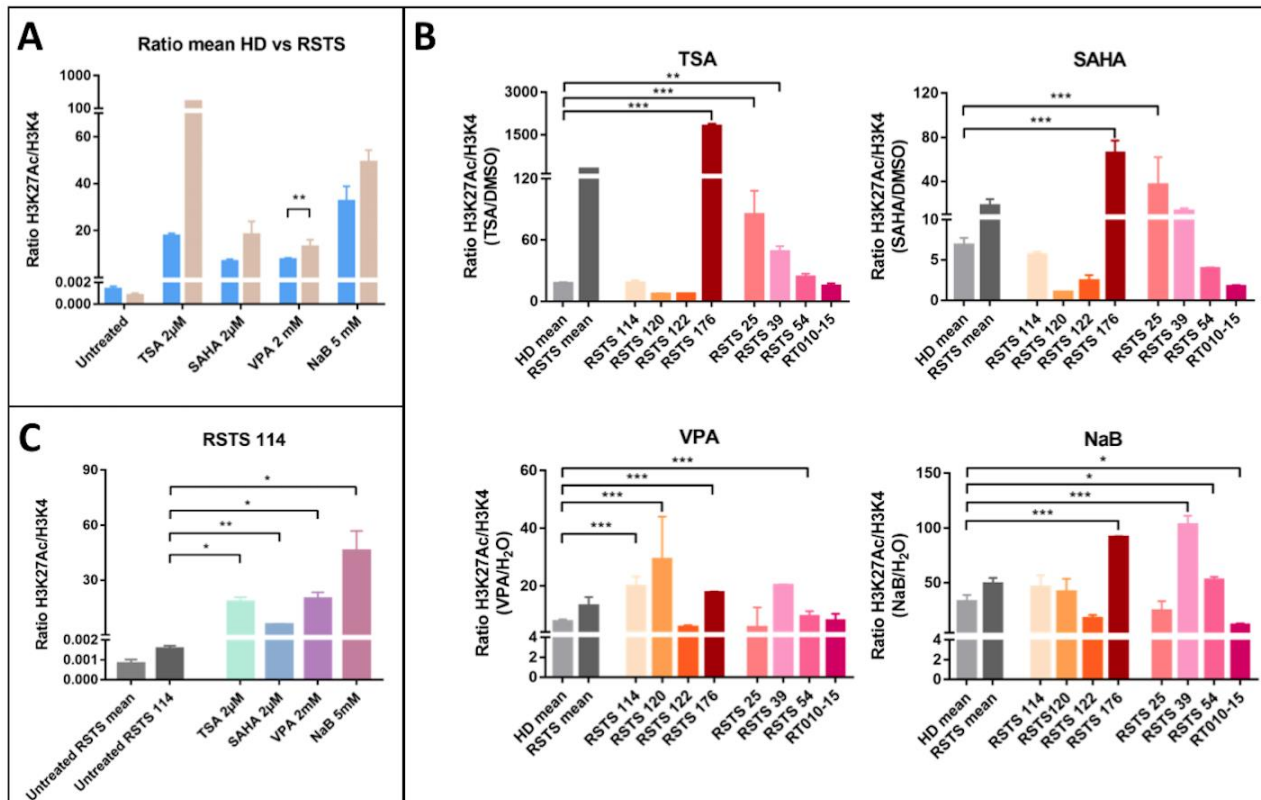 A
Ratio mean HD vs RSTS
Ratio H3K27Ac/H3K4
1000
100
60
40
20
0.002
0.000
**
Untreated
TSA 2µM
SAHA 2µM
VPA 2 mM
NaB 5 mM
B
TSA
Ratio H3K27Ac/H3K4
(TSA/DMSO)
3000
1500
120
60
0
**
***
***
HD mean
RSTS mean
RSTS 114
RSTS 120
RSTS 122
RSTS 176
RSTS 25
RSTS 39
RSTS 54
RT010-15
SAHA
Ratio H3K27Ac/H3K4
(SAHA/DMSO)
120
80
40
10
5
0
***
***
HD mean
RSTS mean
RSTS 114
RSTS 120
RSTS 122
RSTS 176
RSTS 25
RSTS 39
RSTS 54
RT010-15
C
RSTS 114
Ratio H3K27Ac/H3K4
90
60
30
0.002
0.001
0.000
*
*
**
*
Untreated RSTS mean
Untreated RSTS 114
TSA 2µM
SAHA 2µM
VPA 2mM
NaB 5mM
VPA
Ratio H3K27Ac/H3K4
(VPA/H₂O)
60
40
20
4
2
0
***
***
***
***
HD mean
RSTS mean
RSTS 114
RSTS 120
RSTS 122
RSTS 176
RSTS 25
RSTS 39
RSTS 54
RT010-15
NaB
Ratio H3K27Ac/H3K4
(NaB/H₂O)
150
100
50
4
2
0
*
*
***
***
HD mean
RSTS mean
RSTS 114
RSTS120
RSTS 122
RSTS 176
RSTS 25
RSTS 39
RSTS 54
RT010-15